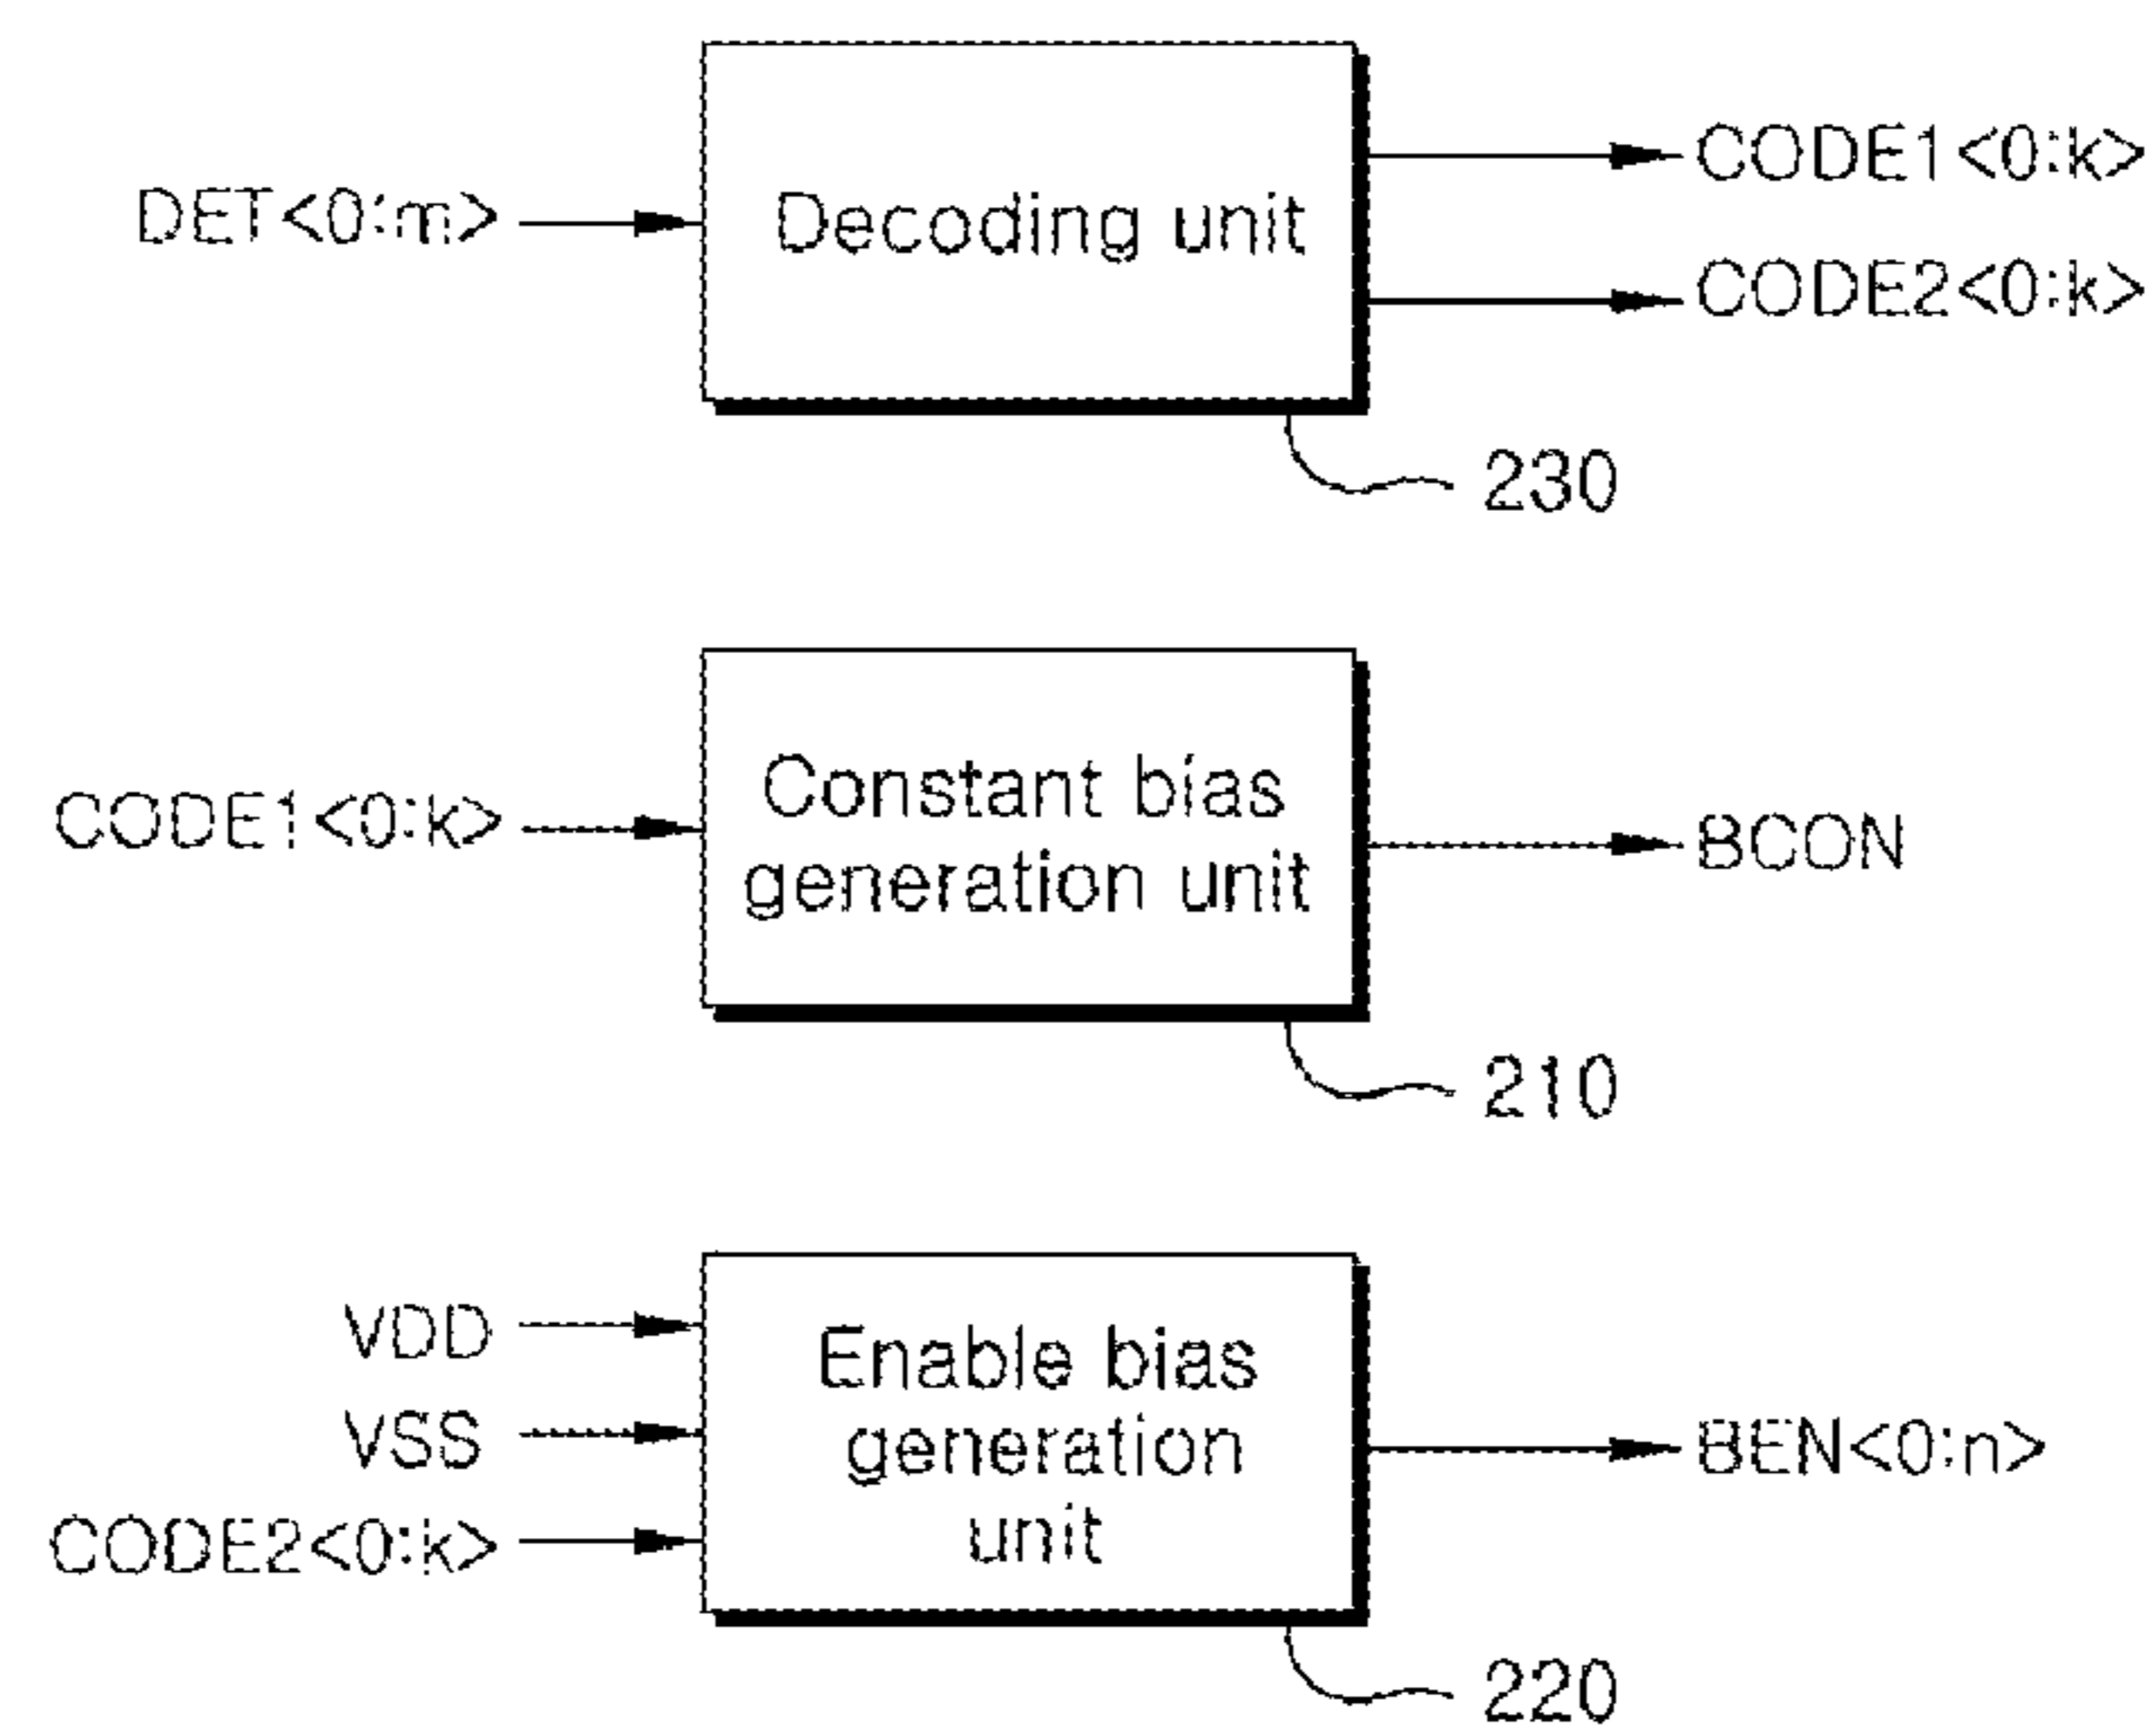 DET<0:m>
Decoding unit
CODE1<0:k>
CODE2<0:k>
230
CODE1<0:k>
Constant bias
generation unit
BCON
210
VDD
VSS
CODE2<0:k>
Enable bias
generation
unit
BEN<0:n>
220